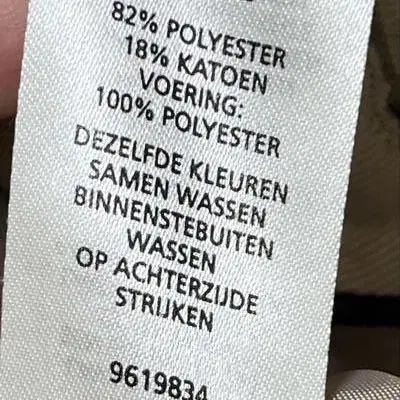 82% POLYESTER
18% KATOEN
VOERING:
100% POLYESTER
DEZELFDE KLEUREN
SAMEN WASSEN
BINNENSTEBUITEN
WASSEN
OP ACHTERZIJDE
STRIJKEN
9619834